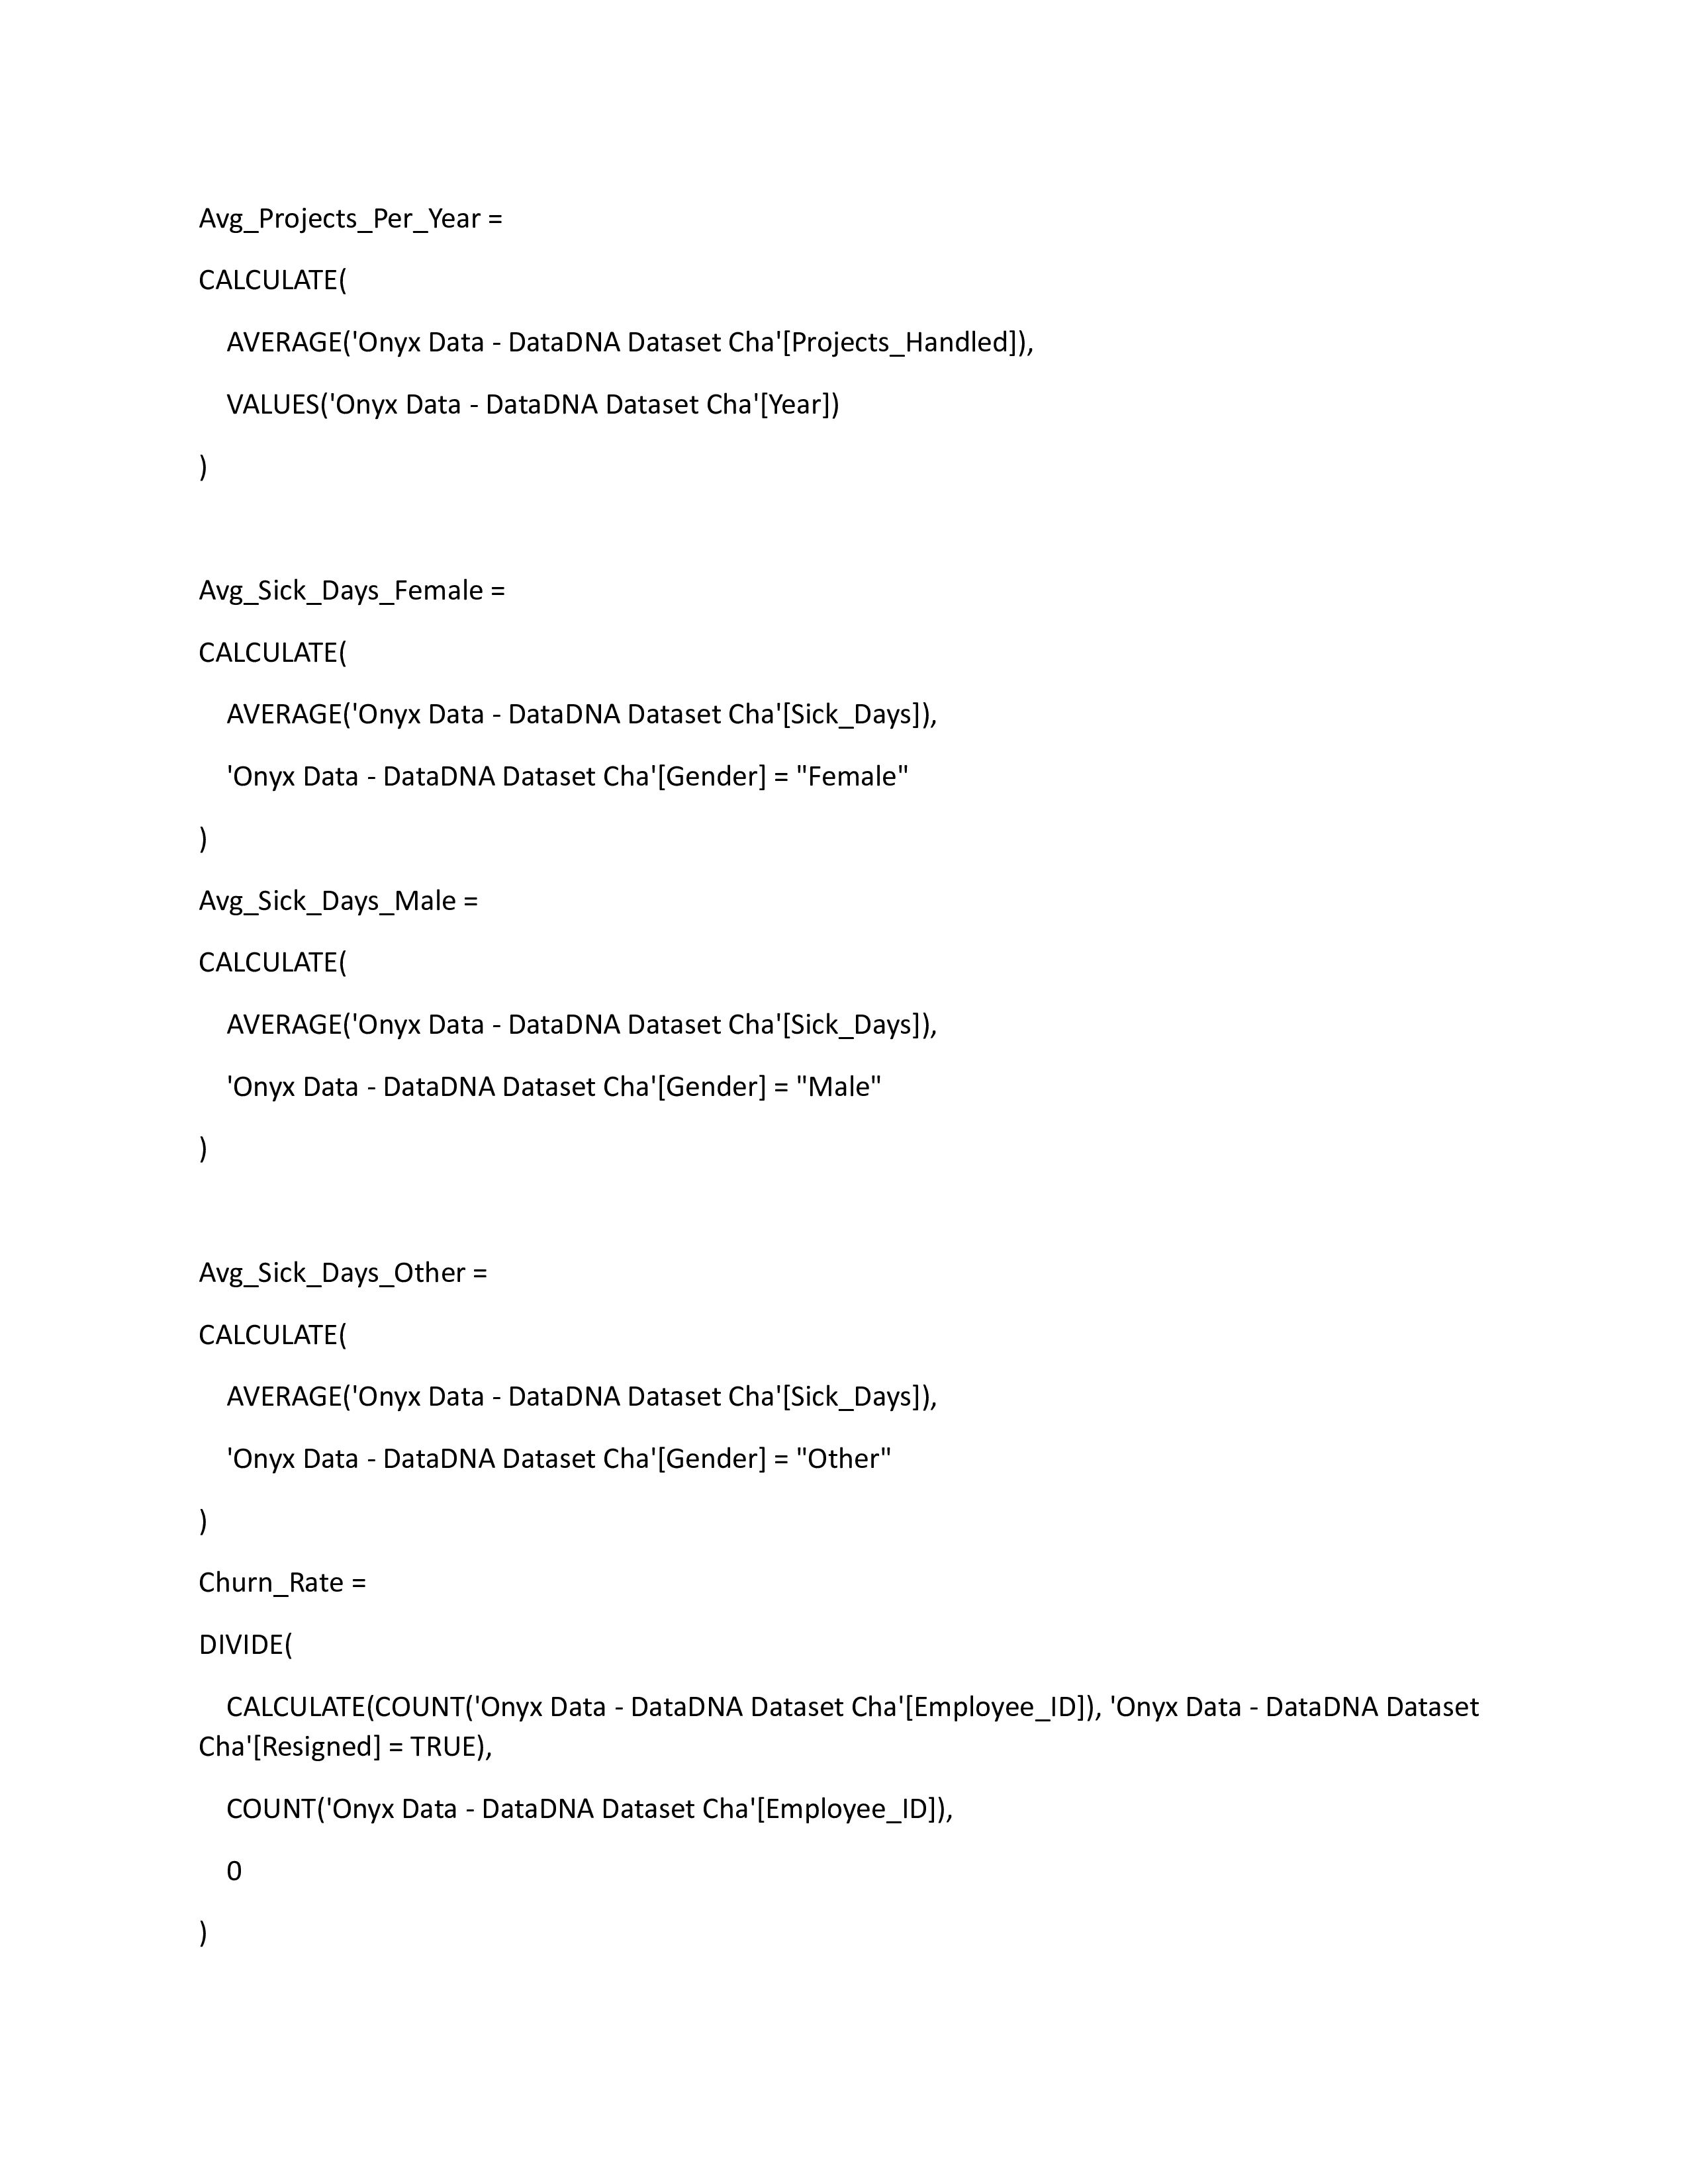 Avg_Projects_Per_Year =
CALCULATE(
AVERAGE('Onyx Data - DataDNA Dataset Cha'[Projects_Handled]),
VALUES('Onyx Data - DataDNA Dataset Cha'[Year])
)
Avg_Sick_Days_Female =
CALCULATE(
AVERAGE('Onyx Data - DataDNA Dataset Cha'[Sick_Days]),
'Onyx Data - DataDNA Dataset Cha'[Gender] = "Female"
)
Avg_Sick_Days_Male =
CALCULATE(
AVERAGE('Onyx Data - DataDNA Dataset Cha'[Sick_Days]),
'Onyx Data - DataDNA Dataset Cha'[Gender] = "Male"
)
Avg_Sick_Days_Other =
CALCULATE(
AVERAGE('Onyx Data - DataDNA Dataset Cha'[Sick_Days]),
'Onyx Data - DataDNA Dataset Cha'[Gender] = "Other"
)
Churn_Rate =
DIVIDE(
CALCULATE(COUNT('Onyx Data - DataDNA Dataset Cha'[Employee_ID]), 'Onyx Data - DataDNA Dataset
Cha'[Resigned] = TRUE),
COUNT('Onyx Data - DataDNA Dataset Cha'[Employee_ID]),
0
)